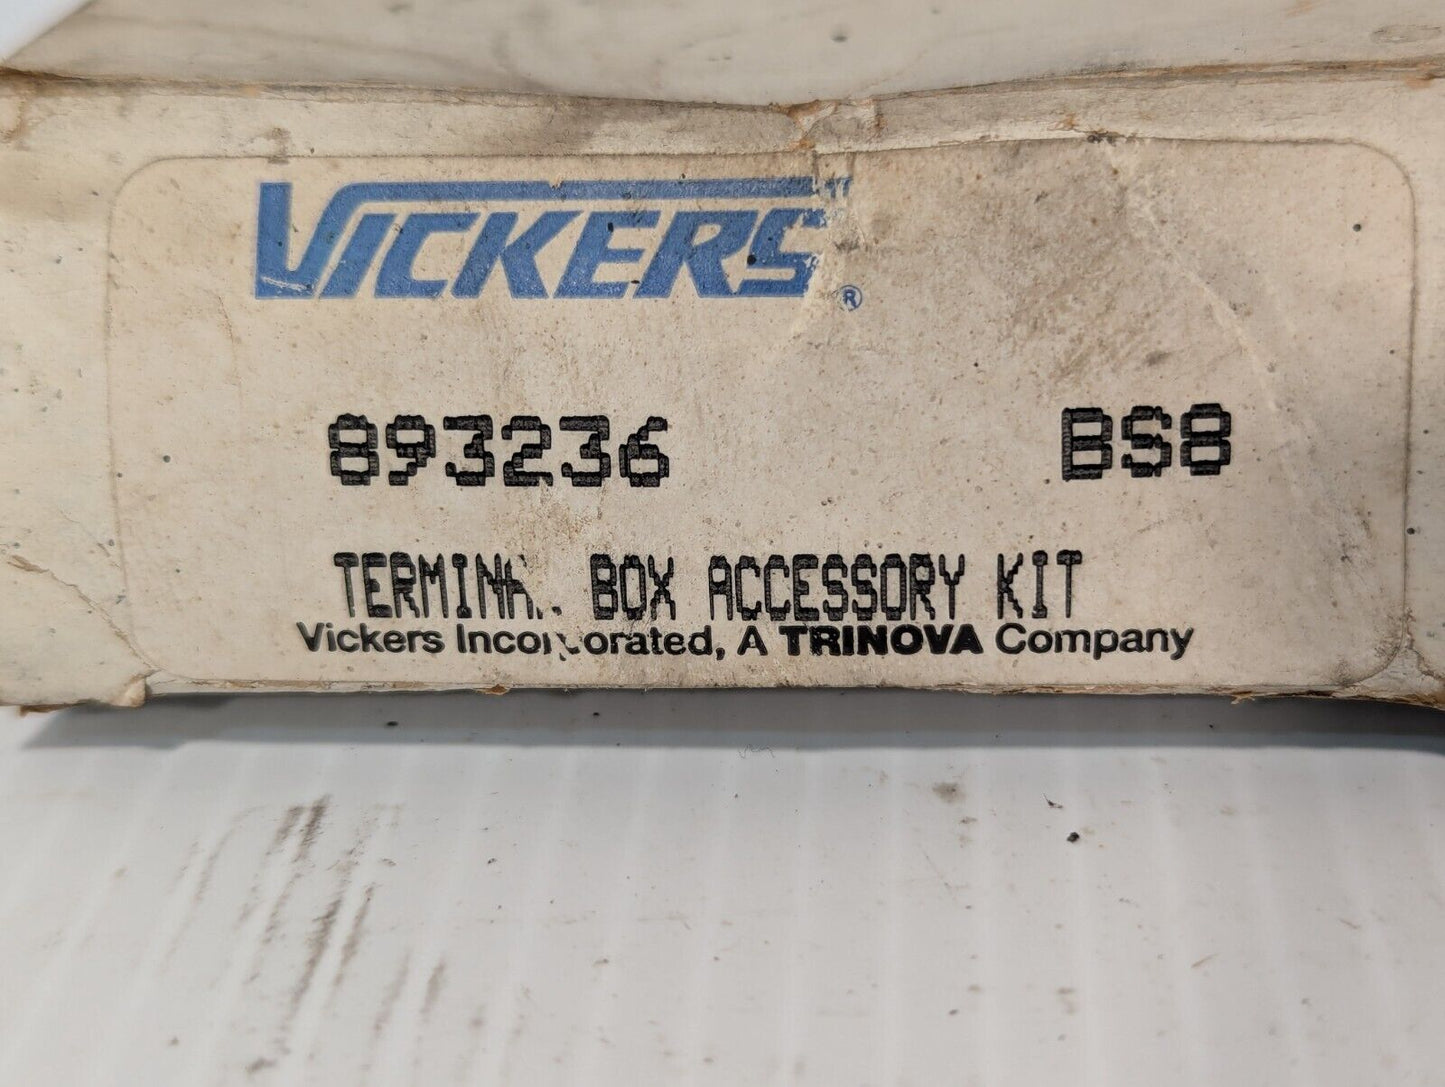 VICKERS®
893236 BS8
TERMINAL BOX ACCESSORY KIT
Vickers Incorporated, A TRINOVA Company